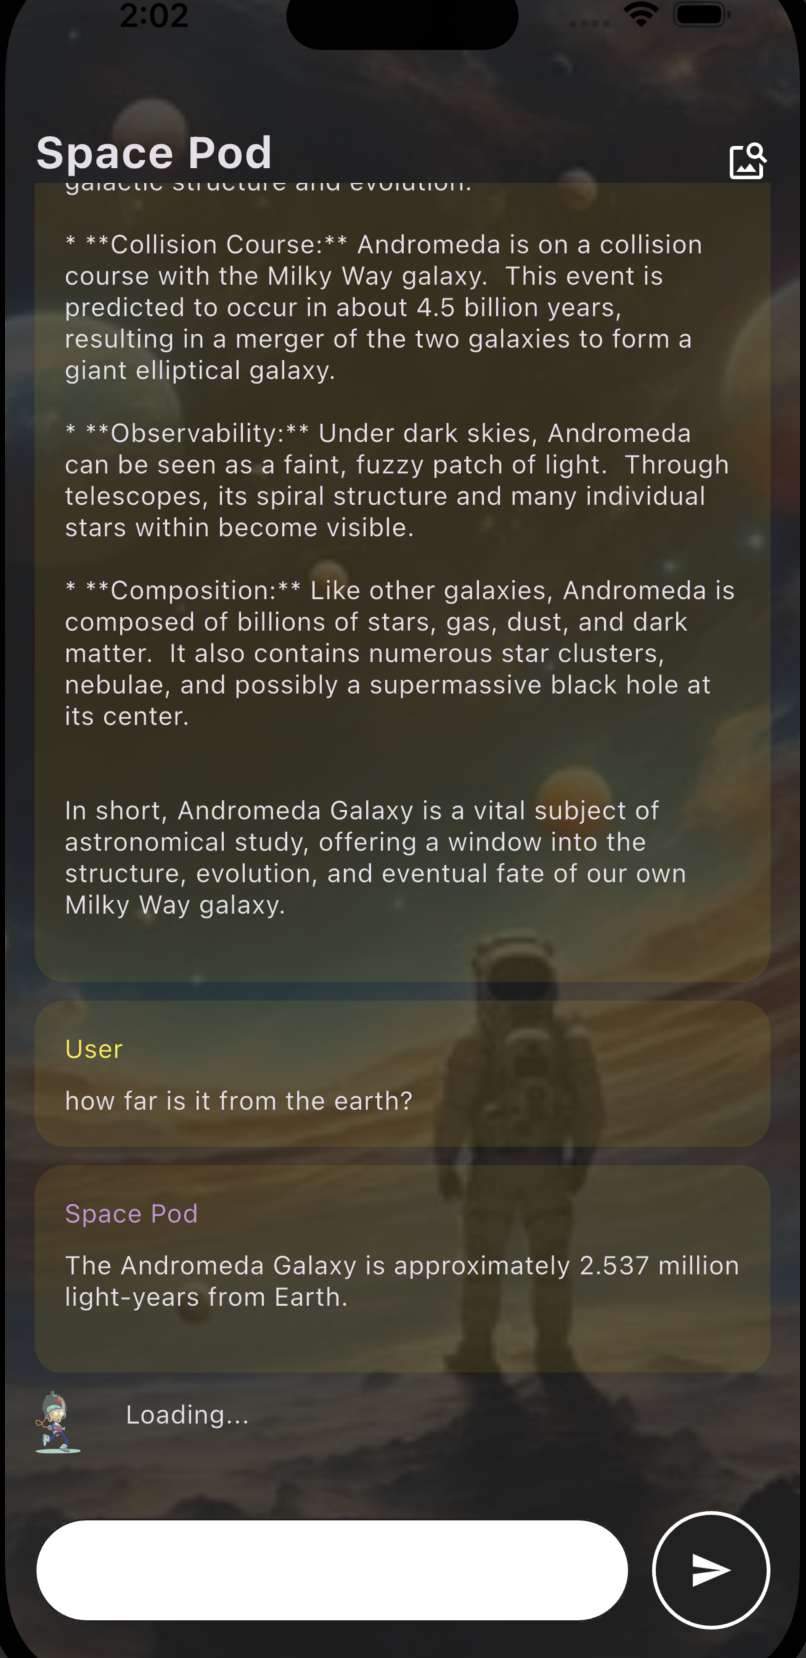 2:02
Space Pod
galactic structure and evolution.
* **Collision Course:** Andromeda is on a collision
course with the Milky Way galaxy.  This event is
predicted to occur in about 4.5 billion years,
resulting in a merger of the two galaxies to form a
giant elliptical galaxy.
* **Observability:** Under dark skies, Andromeda
can be seen as a faint, fuzzy patch of light.  Through
telescopes, its spiral structure and many individual
stars within become visible.
* **Composition:** Like other galaxies, Andromeda is
composed of billions of stars, gas, dust, and dark
matter.  It also contains numerous star clusters,
nebulae, and possibly a supermassive black hole at
its center.
In short, Andromeda Galaxy is a vital subject of
astronomical study, offering a window into the
structure, evolution, and eventual fate of our own
Milky Way galaxy.
User
how far is it from the earth?
Space Pod
The Andromeda Galaxy is approximately 2.537 million
light-years from Earth.
Loading...